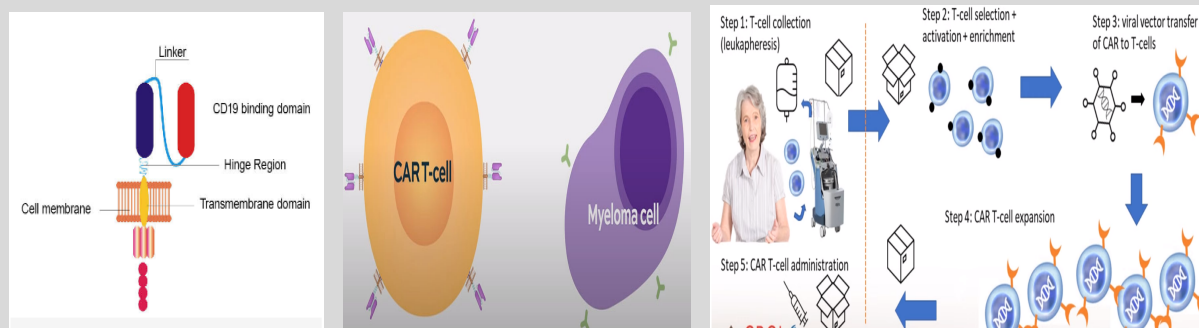 Linker
CD19 binding domain
Hinge Region
Cell membrane
Transmembrane domain
CAR T-cell
Myeloma cell
Step 1: T-cell collection
(leukapheresis)
Step 2: T-cell selection +
activation + enrichment
Step 3: viral vector transfer
of CAR to T-cells
Step 4: CAR T-cell expansion
Step 5: CAR T-cell administration